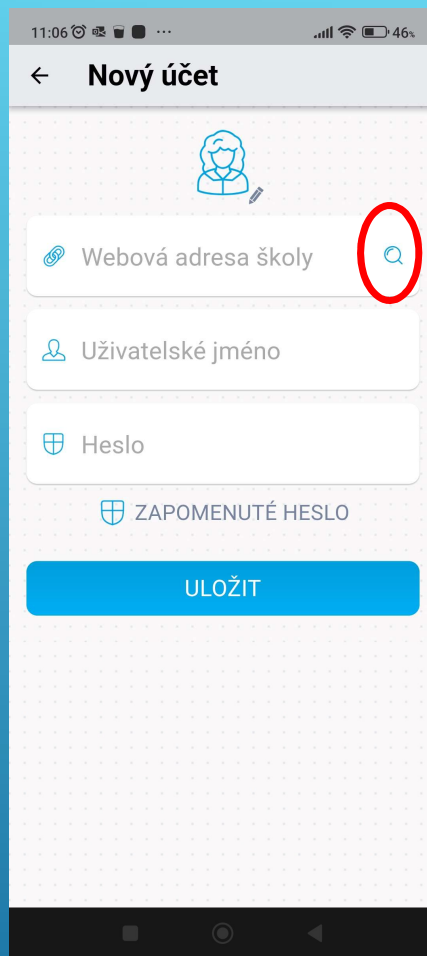 11:06 ... 46%
Nový účet
Webová adresa školy
Uživatelské jméno
Heslo
ZAPOMENUTÉ HESLO
ULOŽIT